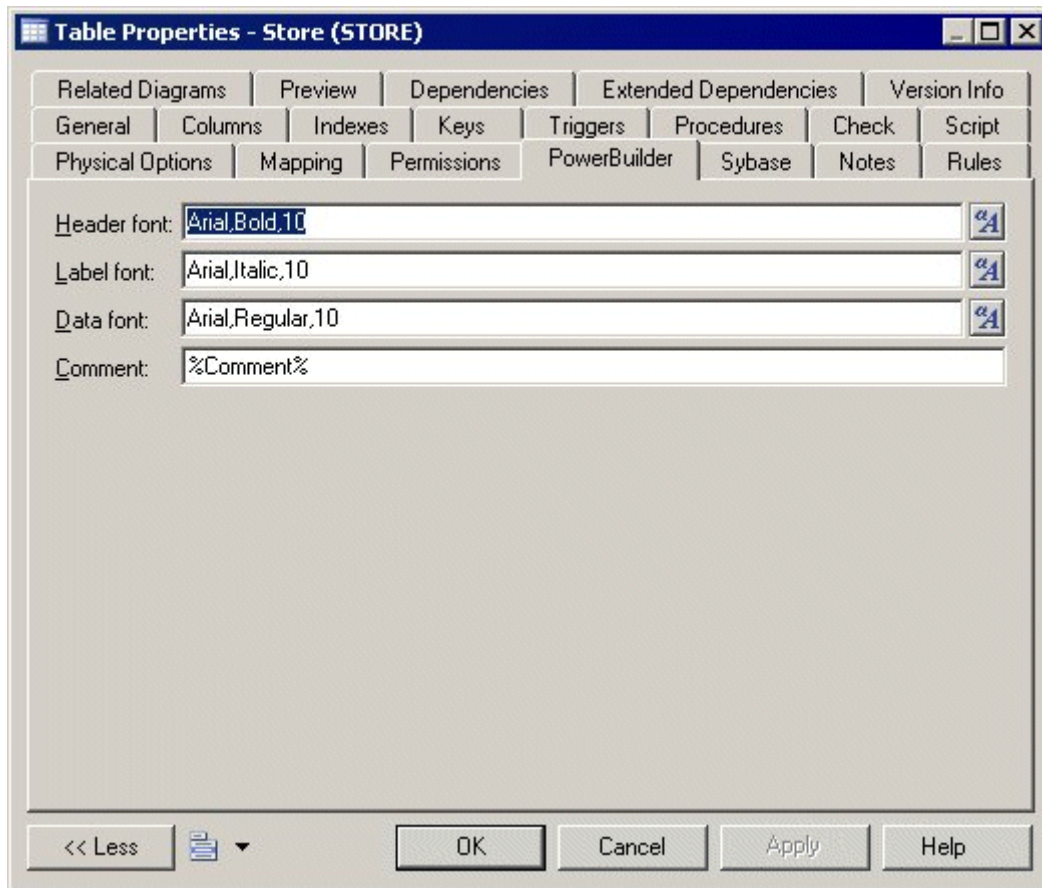 Table Properties - Store (STORE)
Related Diagrams Preview Dependencies Extended Dependencies Version Info
General Columns Indexes Keys Triggers Procedures Check Script
Physical Options Mapping Permissions PowerBuilder Sybase Notes Rules
Header font: Arial,Bold,10
Label font: Arial,Italic,10
Data font: Arial,Regular,10
Comment: %Comment%
<< Less OK Cancel Apply Help